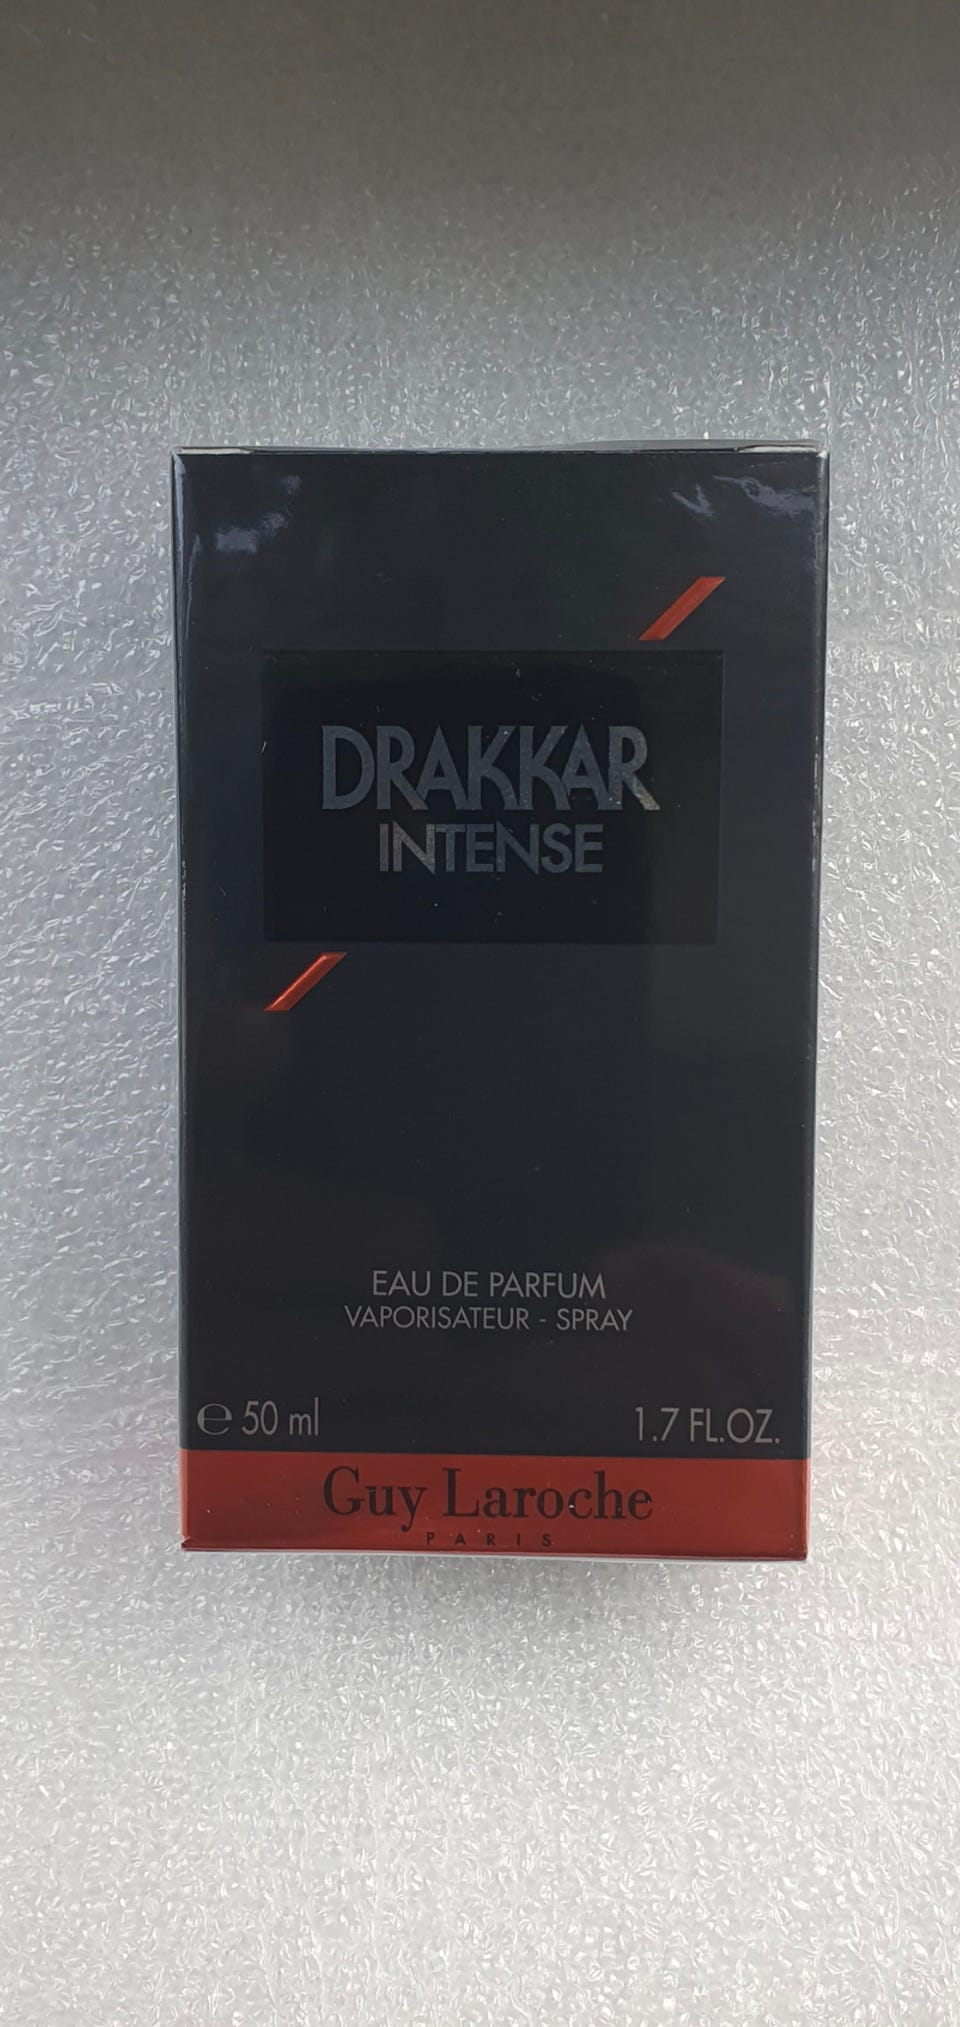 DRAKKAR
INTENSE
EAU DE PARFUM
VAPORISATEUR - SPRAY
℮ 50 ml 1.7 FL.OZ.
Guy Laroche
PARIS